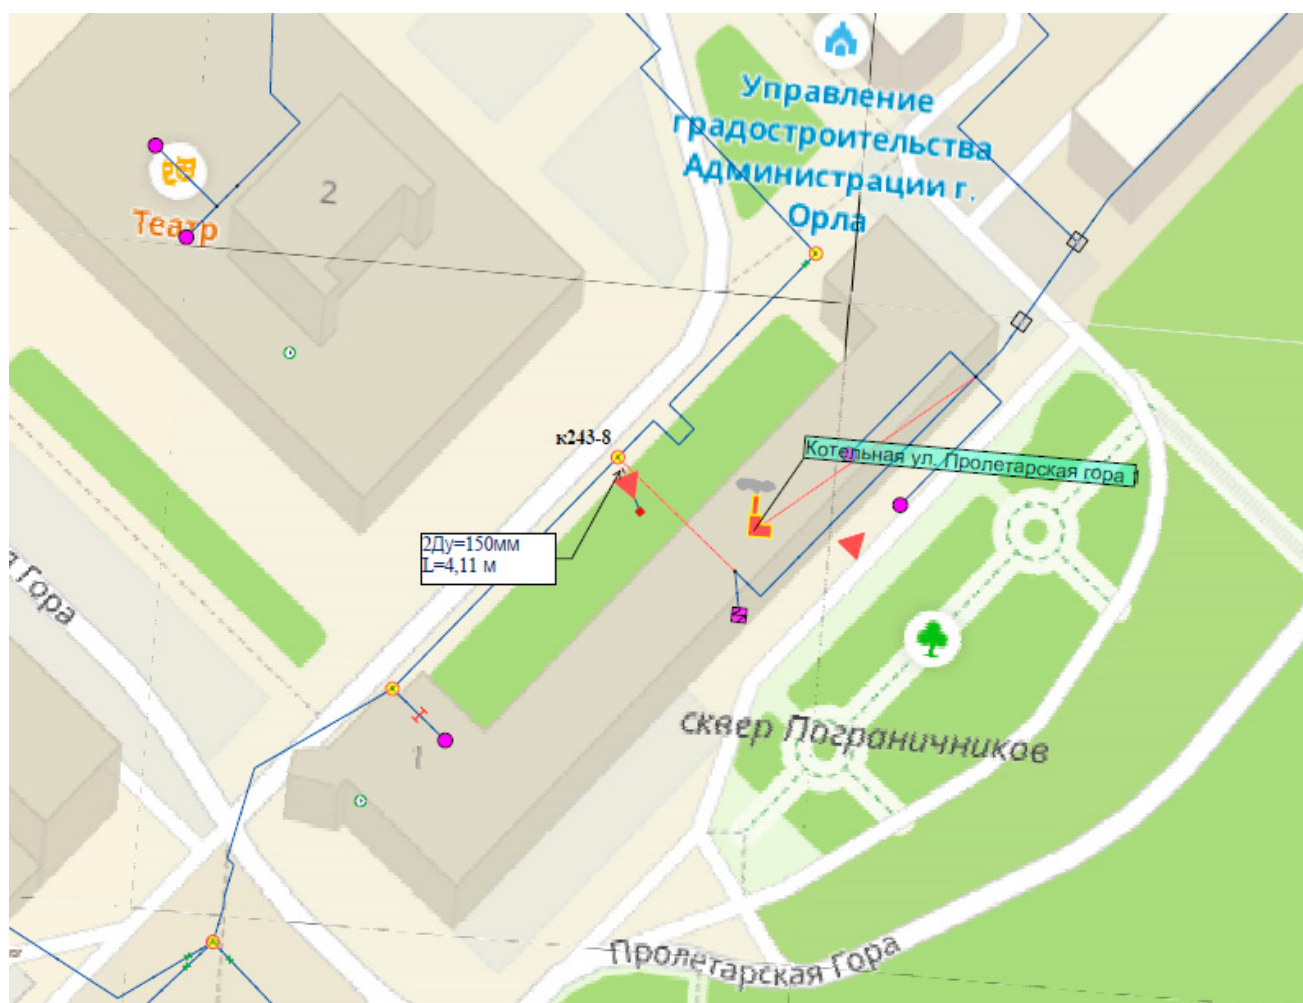 Управление
градостроительства
Администрации г.
Орла
2
Театр
к243-8
Котельная ул. Пролетарская гора 1
2Ду=150мм
L=4,11 м
Гора
сквер Пограничников
1
Пролетарская Гора